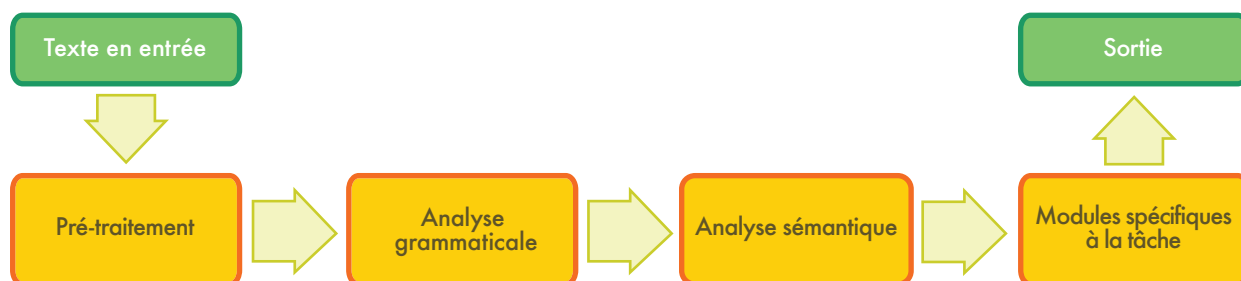 Texte en entrée
Sortie
Pré-traitement
Analyse
grammaticale
Analyse sémantique
Modules spécifiques
à la tâche